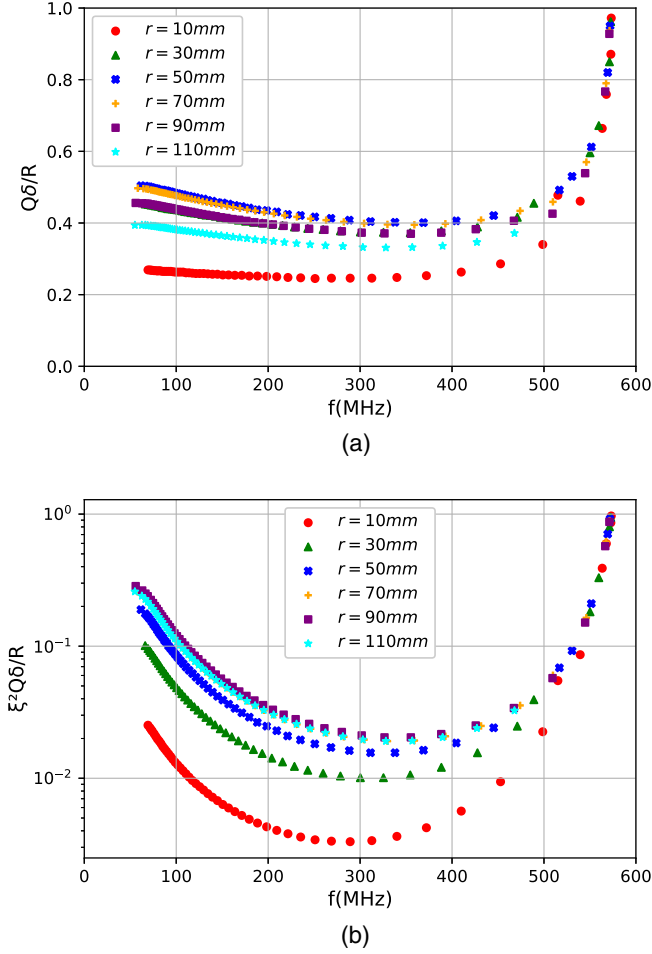 1.0
0.8
0.6
0.4
0.2
0.0
Qδ/R
r = 10mm
r = 30mm
r = 50mm
r = 70mm
r = 90mm
r = 110mm
0 100 200 300 400 500 600
f(MHz)
(a)
10⁰
10⁻¹
10⁻²
ξ²Qδ/R
r = 10mm
r = 30mm
r = 50mm
r = 70mm
r = 90mm
r = 110mm
0 100 200 300 400 500 600
f(MHz)
(b)